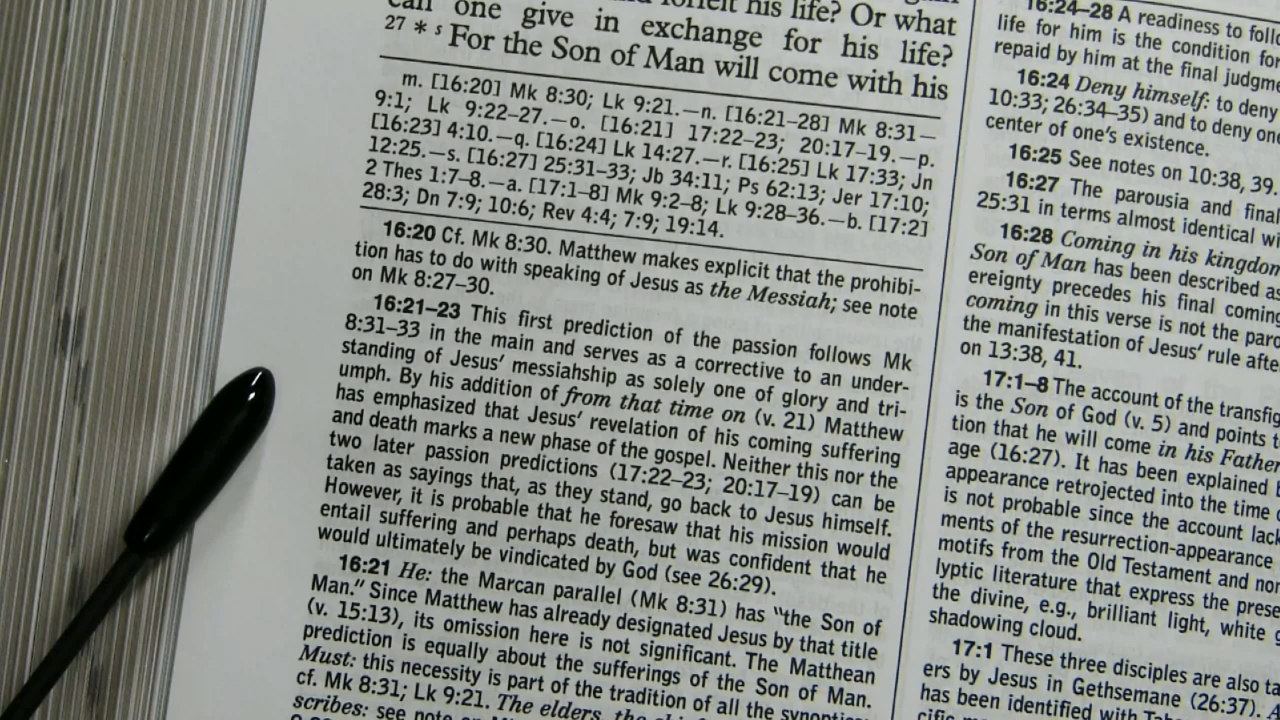 his life? Or what
can one give in exchange for his life?
27 * s For the Son of Man will come with his
m. [16:20] Mk 8:30; Lk 9:21.—n. [16:21–28] Mk 8:31—
9:1; Lk 9:22–27.—o. [16:21] 17:22–23; 20:17–19.—p.
[16:23] 4:10.—q. [16:24] Lk 14:27.—r. [16:25] Lk 17:33; Jn
12:25.—s. [16:27] 25:31–33; Jb 34:11; Ps 62:13; Jer 17:10;
2 Thes 1:7–8.—a. [17:1–8] Mk 9:2–8; Lk 9:28–36.—b. [17:2]
28:3; Dn 7:9; 10:6; Rev 4:4; 7:9; 19:14.
16:20 Cf. Mk 8:30. Matthew makes explicit that the prohibi-
tion has to do with speaking of Jesus as the Messiah; see note
on Mk 8:27–30.
16:21–23 This first prediction of the passion follows Mk
8:31–33 in the main and serves as a corrective to an under-
standing of Jesus' messiahship as solely one of glory and tri-
umph. By his addition of from that time on (v. 21) Matthew
has emphasized that Jesus' revelation of his coming suffering
and death marks a new phase of the gospel. Neither this nor the
two later passion predictions (17:22–23; 20:17–19) can be
taken as sayings that, as they stand, go back to Jesus himself.
However, it is probable that he foresaw that his mission would
entail suffering and perhaps death, but was confident that he
would ultimately be vindicated by God (see 26:29).
16:21 He: the Marcan parallel (Mk 8:31) has "the Son of
Man." Since Matthew has already designated Jesus by that title
(v. 15:13), its omission here is not significant. The Matthean
prediction is equally about the sufferings of the Son of Man.
Must: this necessity is part of the tradition of all the synoptics;
cf. Mk 8:31; Lk 9:21. The elders, the
scribes: see note on
16:24–28 A readiness to
life for him is the condition for
repaid by him at the final
16:24 Deny himself: to deny
10:33; 26:34–35) and to deny
center of one's existence.
16:25 See notes on 10:38, 39.
16:27 The parousia and final
25:31 in terms almost identical
16:28 Coming in his kingdom
Son of Man has been described as
ereignty precedes his final coming
coming in this verse is not the
the manifestation of Jesus' rule
on 13:38, 41.
17:1–8 The account of the
is the Son of God (v. 5) and points
tion that he will come in his Father
age (16:27). It has been explained
appearance retrojected into the time
is not probable since the account
ments of the resurrection-appearance
motifs from the Old Testament and
lyptic literature that express the
the divine, e.g., brilliant light, white
shadowing cloud.
17:1 These three disciples are also
ers by Jesus in Gethsemane (26:37).
has been identified with